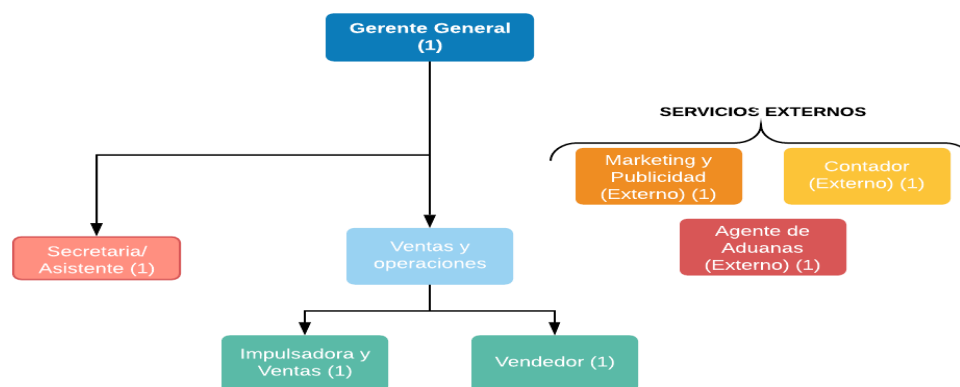 Gerente General
(1)
SERVICIOS EXTERNOS
Marketing y
Publicidad
(Externo) (1)
Contador
(Externo) (1)
Agente de
Aduanas
(Externo) (1)
Secretaria/
Asistente (1)
Ventas y
operaciones
Impulsadora y
Ventas (1)
Vendedor (1)